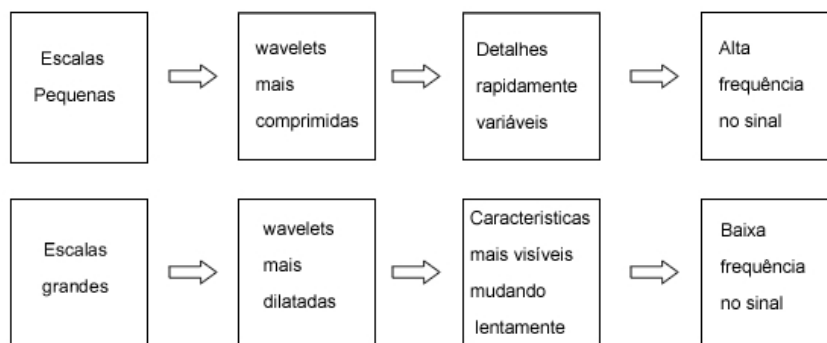 Escalas
Pequenas
wavelets
mais
comprimidas
Detalhes
rapidamente
variáveis
Alta
frequência
no sinal
Escalas
grandes
wavelets
mais
dilatadas
Caracteristicas
mais visíveis
mudando
lentamente
Baixa
frequência
no sinal